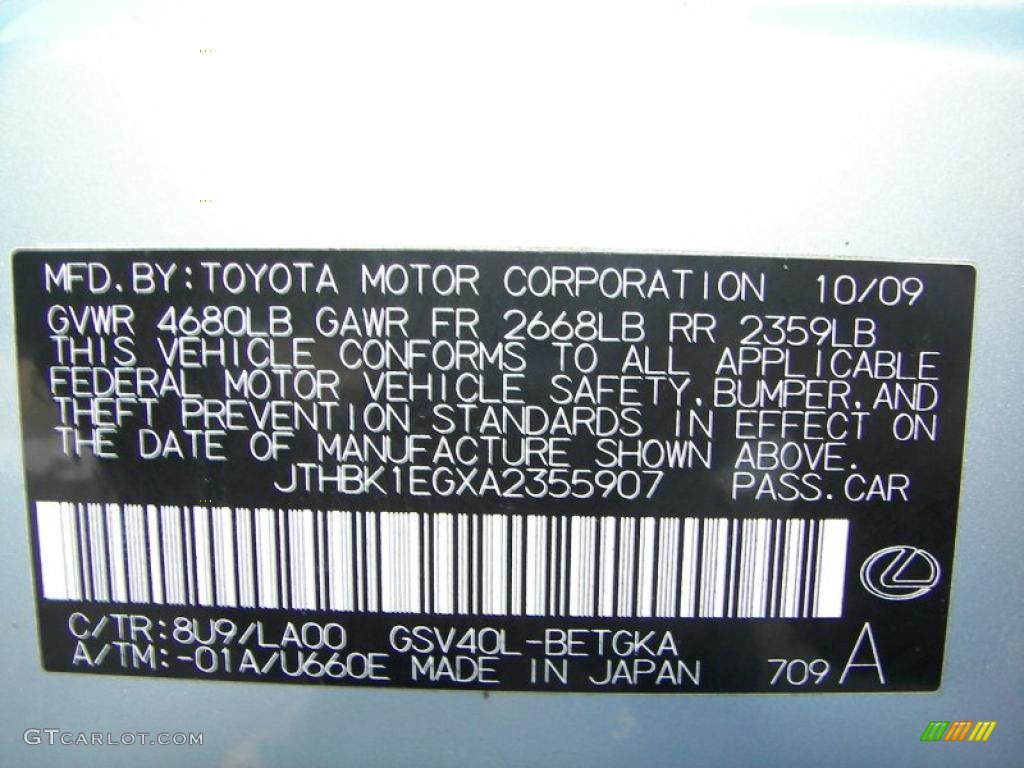 MFD.BY:TOYOTA MOTOR CORPORATION 10/09
GVWR 4680LB GAWR FR 2668LB RR 2359LB
THIS VEHICLE CONFORMS TO ALL APPLICABLE
FEDERAL MOTOR VEHICLE SAFETY,BUMPER,AND
THEFT PREVENTION STANDARDS IN EFFECT ON
THE DATE OF MANUFACTURE SHOWN ABOVE.
JTHBK1EGXA2355907 PASS.CAR
C/TR:8U9/LA00 GSV40L-BETGKA
A/TM:-01A/U660E MADE IN JAPAN 709 A
GTCARLOT.COM